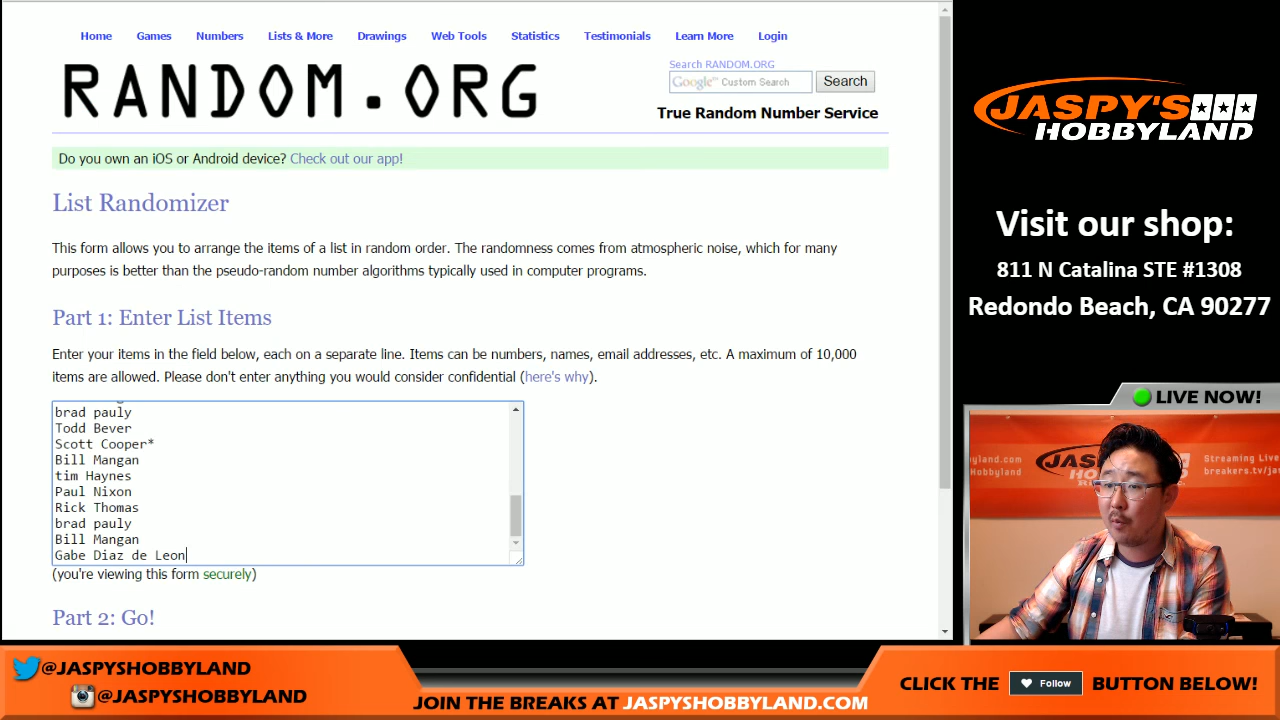 Home Games Numbers Lists & More Drawings Web Tools Statistics Testimonials Learn More Login
RANDOM.ORG
Search RANDOM.ORG
Google™ Custom Search
Search
True Random Number Service
Do you own an iOS or Android device? Check out our app!
List Randomizer
This form allows you to arrange the items of a list in random order. The randomness comes from atmospheric noise, which for many
purposes is better than the pseudo-random number algorithms typically used in computer programs.
Part 1: Enter List Items
Enter your items in the field below, each on a separate line. Items can be numbers, names, email addresses, etc. A maximum of 10,000
items are allowed. Please don't enter anything you would consider confidential (here's why).
brad pauly
Todd Bever
Scott Cooper*
Bill Mangan
tim Haynes
Paul Nixon
Rick Thomas
brad pauly
Bill Mangan
Gabe Diaz de Leon
(you're viewing this form securely)
Part 2: Go!
JASPY'S
HOBBYLAND
Visit our shop:
811 N Catalina STE #1308
Redondo Beach, CA 90277
LIVE NOW!
JA
Streaming Live
breakers.tv/ja
@JASPYSHOBBYLAND
@JASPYSHOBBYLAND
JOIN THE BREAKS AT JASPYSHOBBYLAND.COM
CLICK THE Follow BUTTON BELOW!